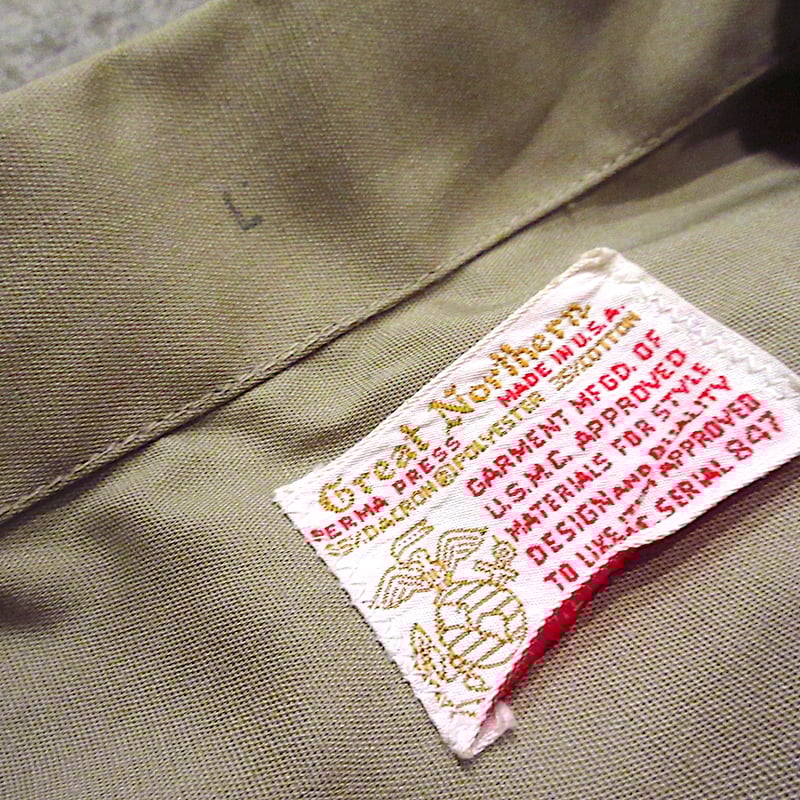 L
Great Northern
PERMA PRESS MADE IN U.S.A.
DACRON®POLYESTER 35%COTTON
GARMENT MFGD. OF
U.S.M.C. APPROVED
MATERIALS FOR STYLE
DESIGN AND QUALITY
TO LIKE APPROVED
SERIAL 847